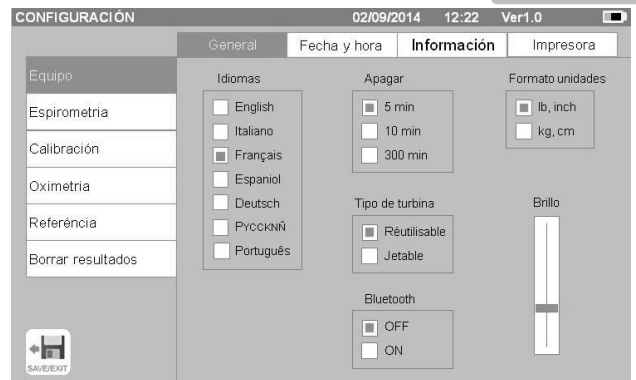 CONFIGURACIÓN 02/09/2014 12:22 Ver1.0
General Fecha y hora Información Impresora
Equipo
Espirometria
Calibración
Oximetria
Referéncia
Borrar resultados
SAVE/EXIT
Idiomas
English
Italiano
Français
Espaniol
Deutsch
PYCCKNÑ
Português
Apagar
5 min
10 min
300 min
Tipo de turbina
Réutilisable
Jetable
Bluetooth
OFF
ON
Formato unidades
lb, inch
kg, cm
Brillo